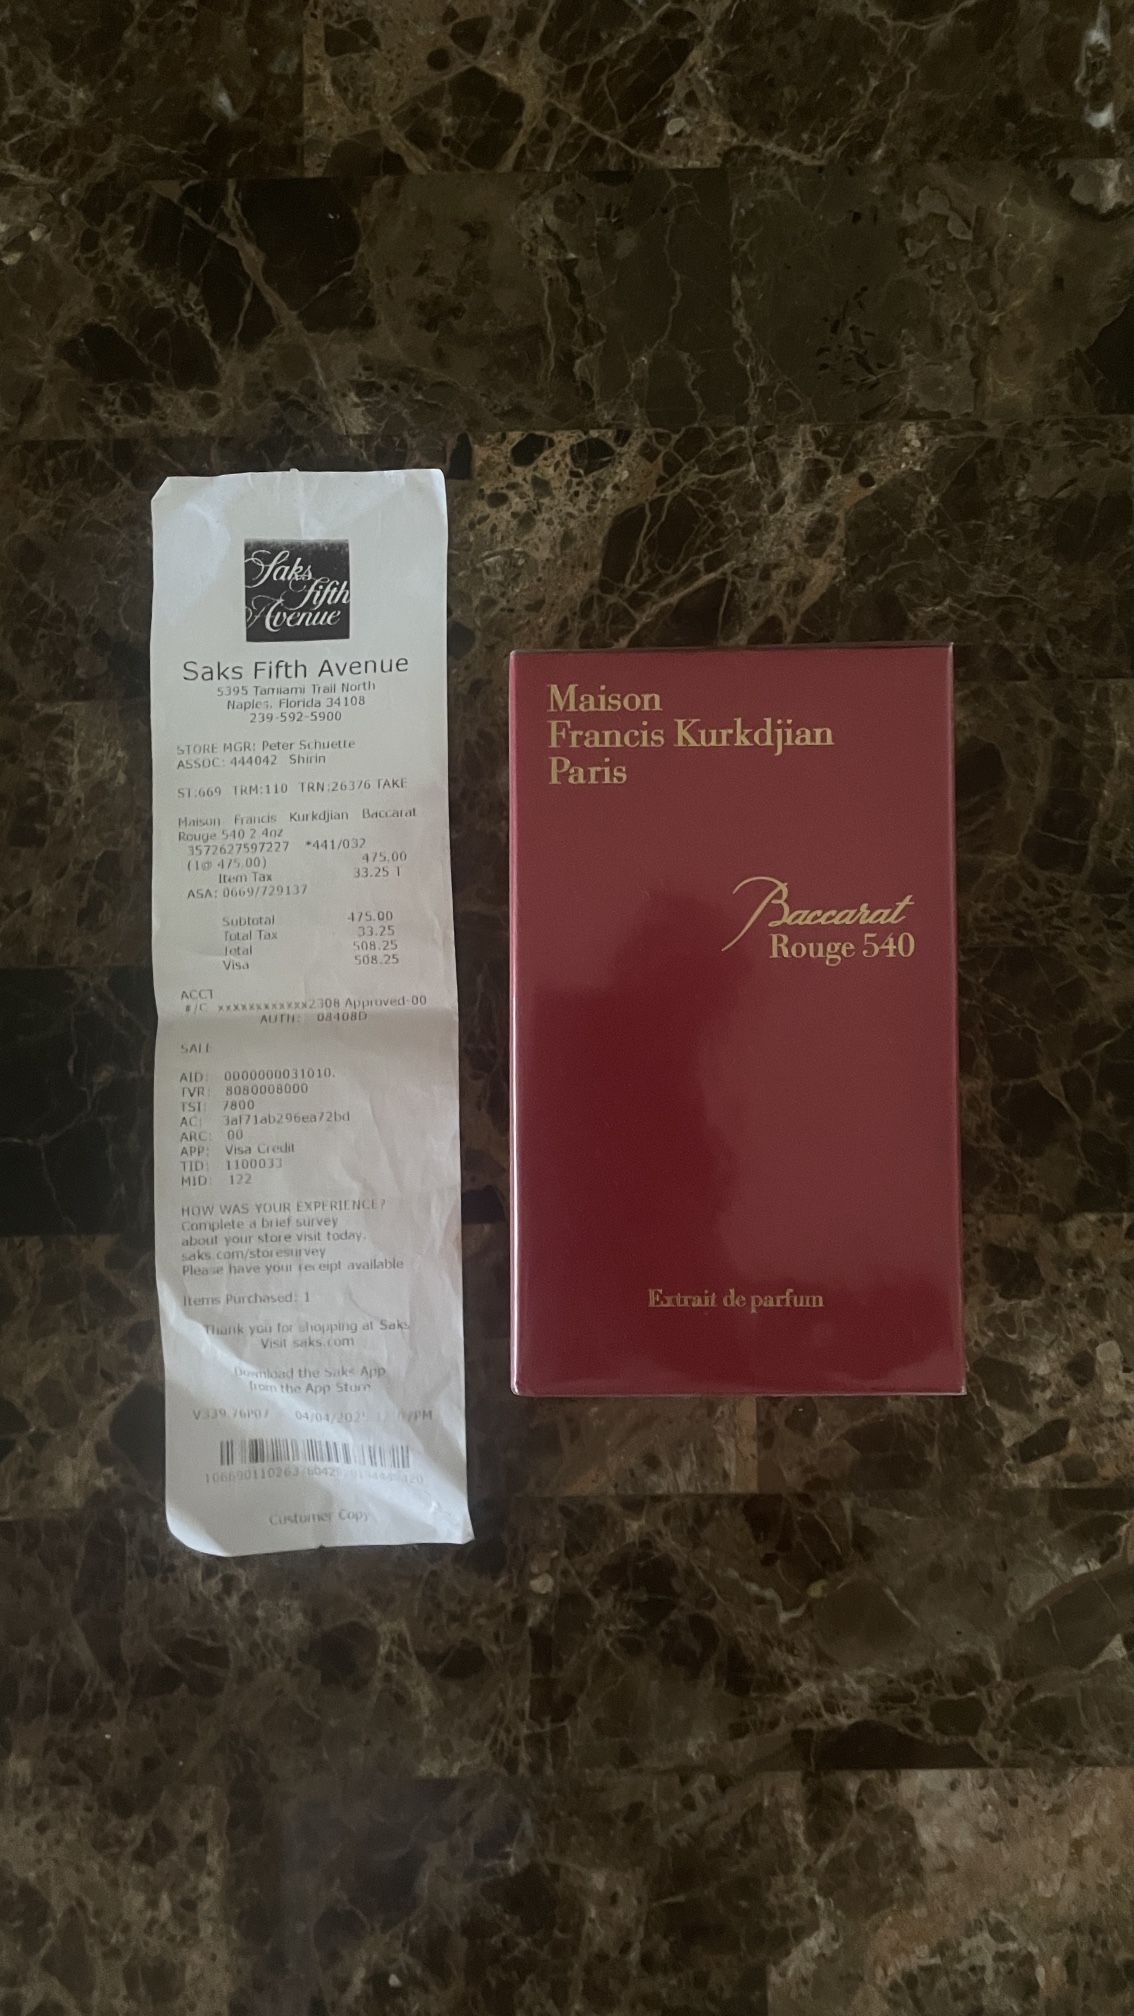 Saks
Fifth
Avenue
Saks Fifth Avenue
5395 Tamiami Trail North
Naples, Florida 34108
239-592-5900
STORE MGR: Peter Schuette
ASSOC: 444042 Shirin
ST:669 TRM:110 TRN:26376 TAKE
Maison Francis Kurkdjian Baccarat
Rouge 540 2.4oz
3572627597227 *441/032
(1@ 475.00) 475.00
Item Tax 33.25 T
ASA: 0669/729137
Subtotal 475.00
Total Tax 33.25
Total 508.25
Visa 508.25
ACCT
#/C xxxxxxxxxxxx2308 Approved-00
AUTH: 08408D
SALE
AID: 0000000031010.
TVR: 8080008000
TSI: 7800
AC: 3af71ab296ea72bd
ARC: 00
APP: Visa Credit
TID: 1100033
MID: 122
HOW WAS YOUR EXPERIENCE?
Complete a brief survey
about your store visit today.
saks.com/storesurvey
Please have your receipt available
Items Purchased: 1
Thank you for shopping at Saks
Visit saks.com
Download the Saks App
from the App Store
V339.76P07
Customer Copy
Maison
Francis Kurkdjian
Paris
Baccarat
Rouge 540
Extrait de parfum